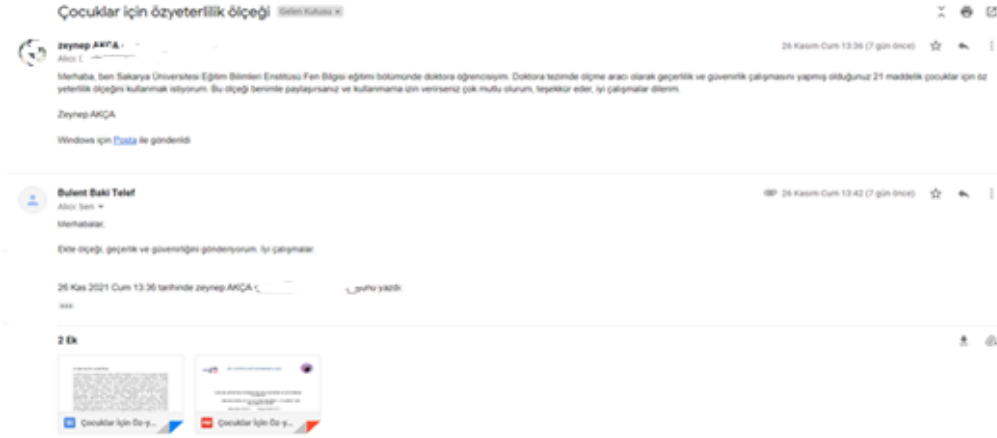 Çocuklar için özyeterlilik ölçeği Gelen Kutusu x
zeynep AKÇA
26 Kasım Cum 13:36 (7 gün önce)
Alıcı:
Merhaba, ben Sakarya Üniversitesi Eğitim Bilimleri Enstitüsü Fen Bilgisi eğitimi bölümünde doktora öğrencisiyim. Doktora tezimde ölçme aracı olarak geçerlilik ve güvenirlik çalışmasını yapmış olduğunuz 21 maddelik çocuklar için öz
yeterlilik ölçeğini kullanmak istiyorum. Bu ölçeği benimle paylaşırsanız ve kullanmama izin verirseniz çok mutlu olurum, teşekkür eder, iyi çalışmalar dilerim.
Zeynep AKÇA
Windows için Posta ile gönderildi
Bulent Baki Telef
26 Kasım Cum 13:42 (7 gün önce)
Alıcı: ben
Merhabalar,
Ekte ölçeği, geçerlik ve güvenirliğini gönderiyorum. İyi çalışmalar.
26 Kas 2021 Cum 13:36 tarihinde zeynep AKÇA < şunu yazdı:
2 Ek
Çocuklar İçin Öz-y...
PDF Çocuklar İçin Öz-y...